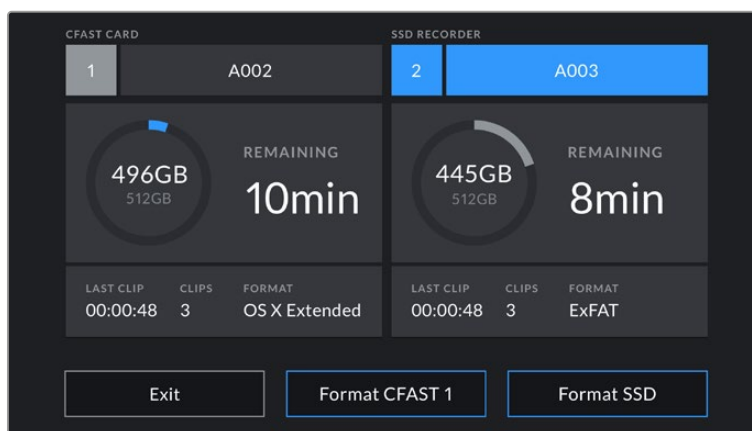 CFAST CARD
1 A002
496GB
512GB
REMAINING
10min
LAST CLIP CLIPS FORMAT
00:00:48 3 OS X Extended
SSD RECORDER
2 A003
445GB
512GB
REMAINING
8min
LAST CLIP CLIPS FORMAT
00:00:48 3 ExFAT
Exit Format CFAST 1 Format SSD